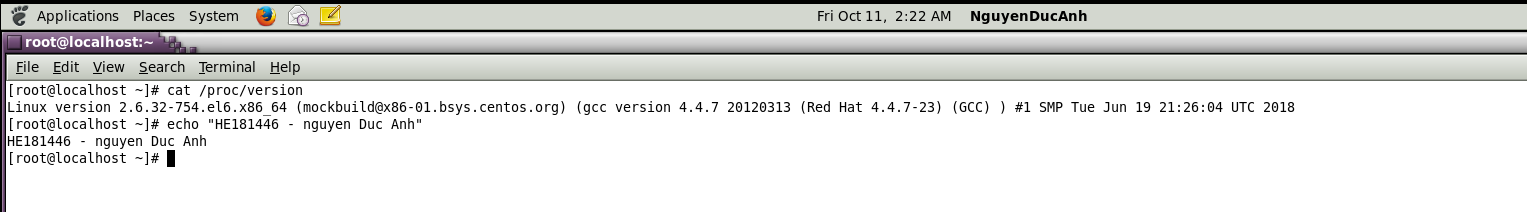 Applications Places System Fri Oct 11, 2:22 AM NguyenDucAnh
root@localhost:~
File Edit View Search Terminal Help
[root@localhost ~]# cat /proc/version
Linux version 2.6.32-754.el6.x86_64 (mockbuild@x86-01.bsys.centos.org) (gcc version 4.4.7 20120313 (Red Hat 4.4.7-23) (GCC) ) #1 SMP Tue Jun 19 21:26:04 UTC 2018
[root@localhost ~]# echo "HE181446 - nguyen Duc Anh"
HE181446 - nguyen Duc Anh
[root@localhost ~]#